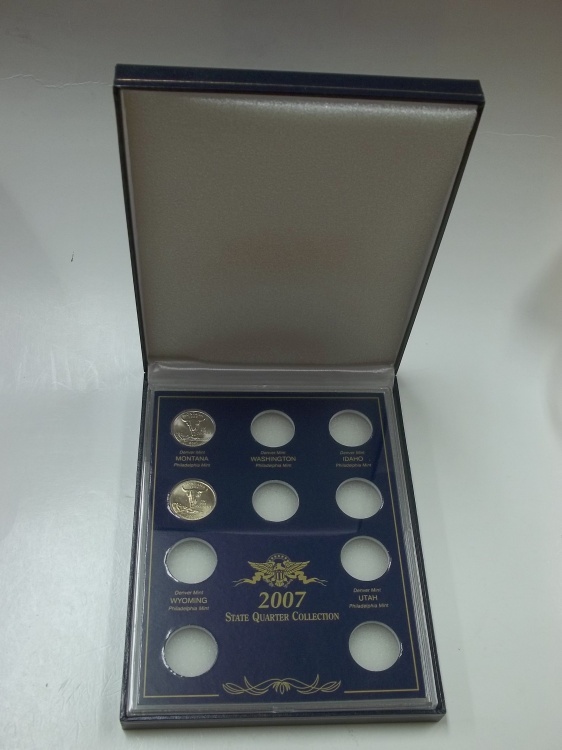 Denver Mint
MONTANA
Philadelphia Mint
Denver Mint
WASHINGTON
Philadelphia Mint
Denver Mint
IDAHO
Philadelphia Mint
Denver Mint
WYOMING
Philadelphia Mint
2007
STATE QUARTER COLLECTION
Denver Mint
UTAH
Philadelphia Mint